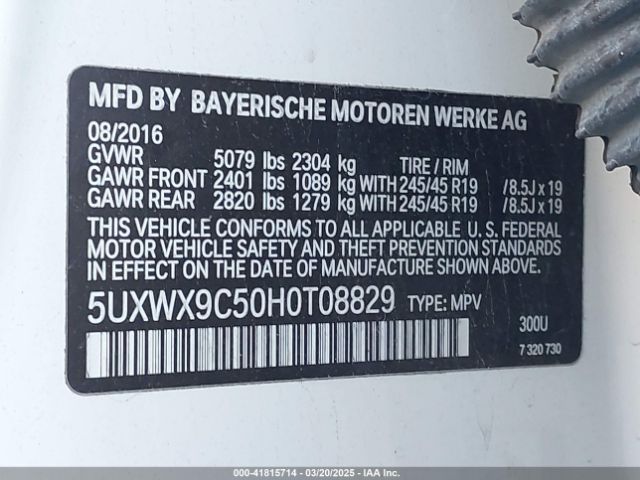 MFD BY BAYERISCHE MOTOREN WERKE AG
08/2016
GVWR 5079 lbs 2304 kg TIRE / RIM
GAWR FRONT 2401 lbs 1089 kg WITH 245/45 R19 /8.5J x 19
GAWR REAR 2820 lbs 1279 kg WITH 245/45 R19 /8.5J x 19
THIS VEHICLE CONFORMS TO ALL APPLICABLE U. S. FEDERAL
MOTOR VEHICLE SAFETY AND THEFT PREVENTION STANDARDS
IN EFFECT ON THE DATE OF MANUFACTURE SHOWN ABOVE.
5UXWX9C50H0T08829 TYPE: MPV
300U
7 320 730
000-41815714 | 03/20/2025 — IAA Inc.